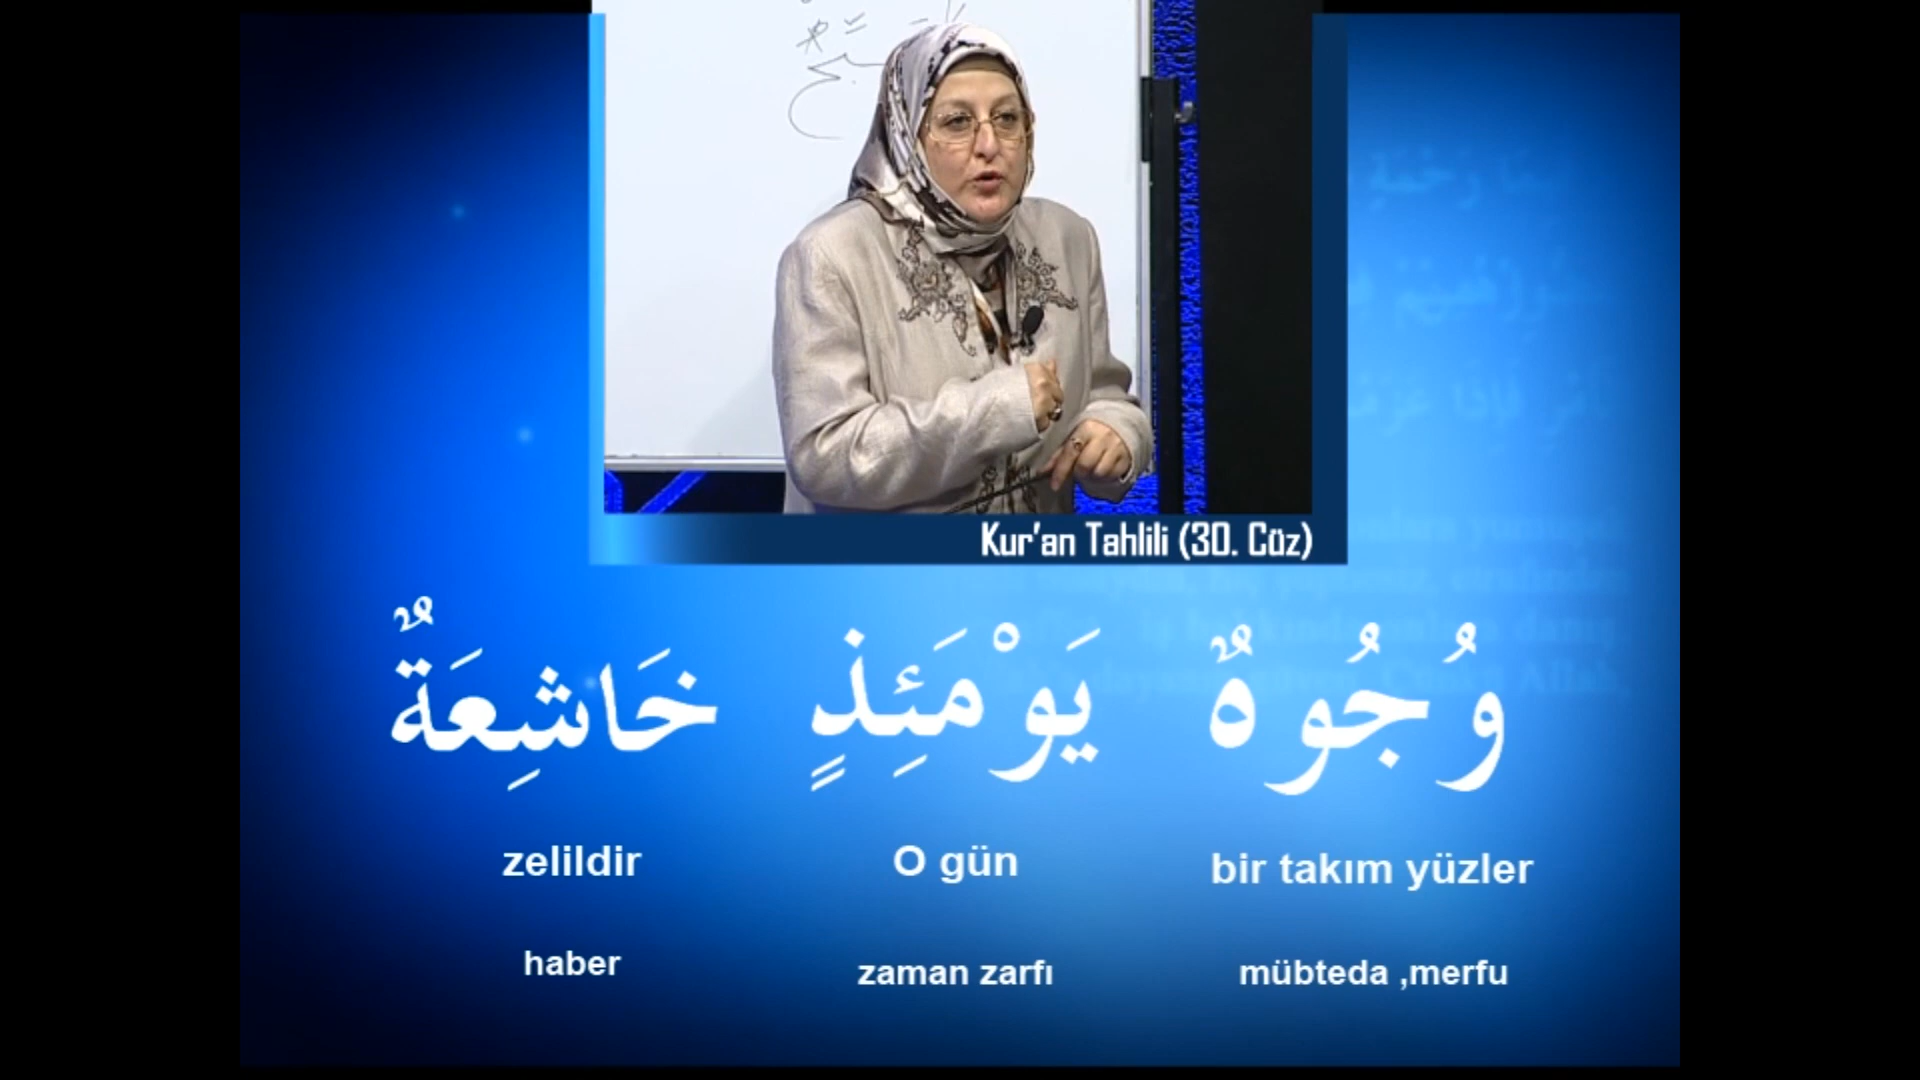 Kur'an Tahlili (30. Cüz)
وُجُوهٌ يَوْمَئِذٍ خَاشِعَةٌ
zelildir O gün bir takım yüzler
haber zaman zarfı mübteda ,merfu